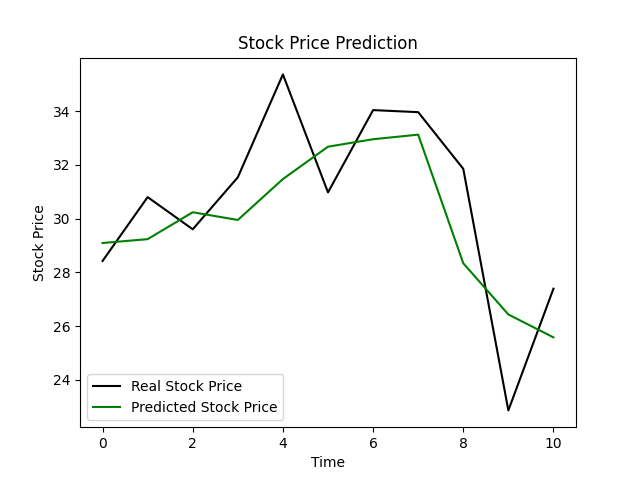 Stock Price Prediction
Stock Price
34
32
30
28
26
24
Real Stock Price
Predicted Stock Price
0 2 4 6 8 10
Time